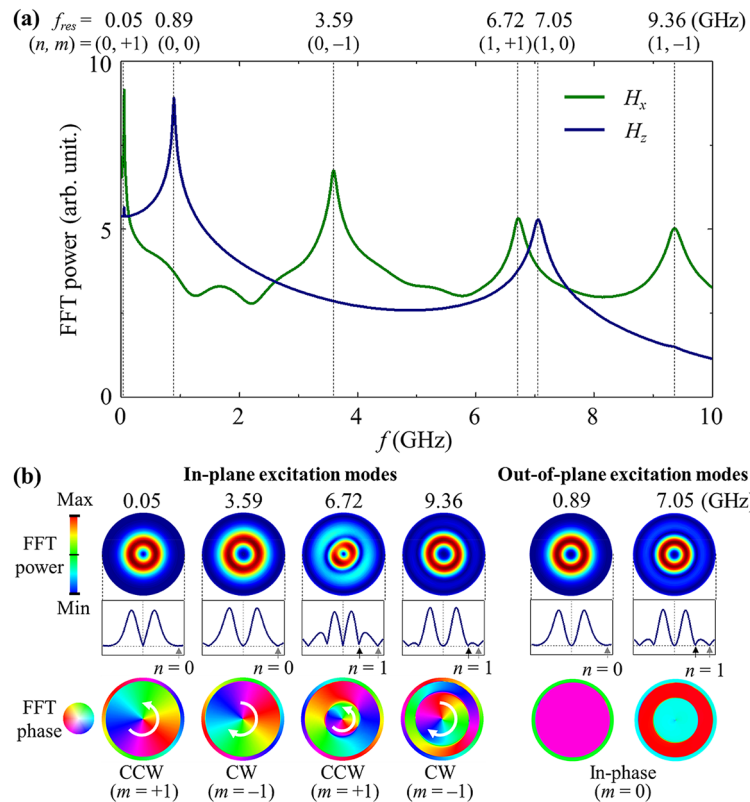 (a) f_res = 0.05 0.89 3.59 6.72 7.05 9.36 (GHz)
(n, m) = (0, +1) (0, 0) (0, −1) (1, +1) (1, 0) (1, −1)
10
H_x
H_z
5
0
FFT power (arb. unit.)
0 2 4 6 8 10
f (GHz)
(b) In-plane excitation modes Out-of-plane excitation modes
Max 0.05 3.59 6.72 9.36 0.89 7.05 (GHz)
FFT
power
Min
n = 0 n = 0 n = 1 n = 1 n = 0 n = 1
FFT
phase
CCW CW CCW CW In-phase
(m = +1) (m = −1) (m = +1) (m = −1) (m = 0)